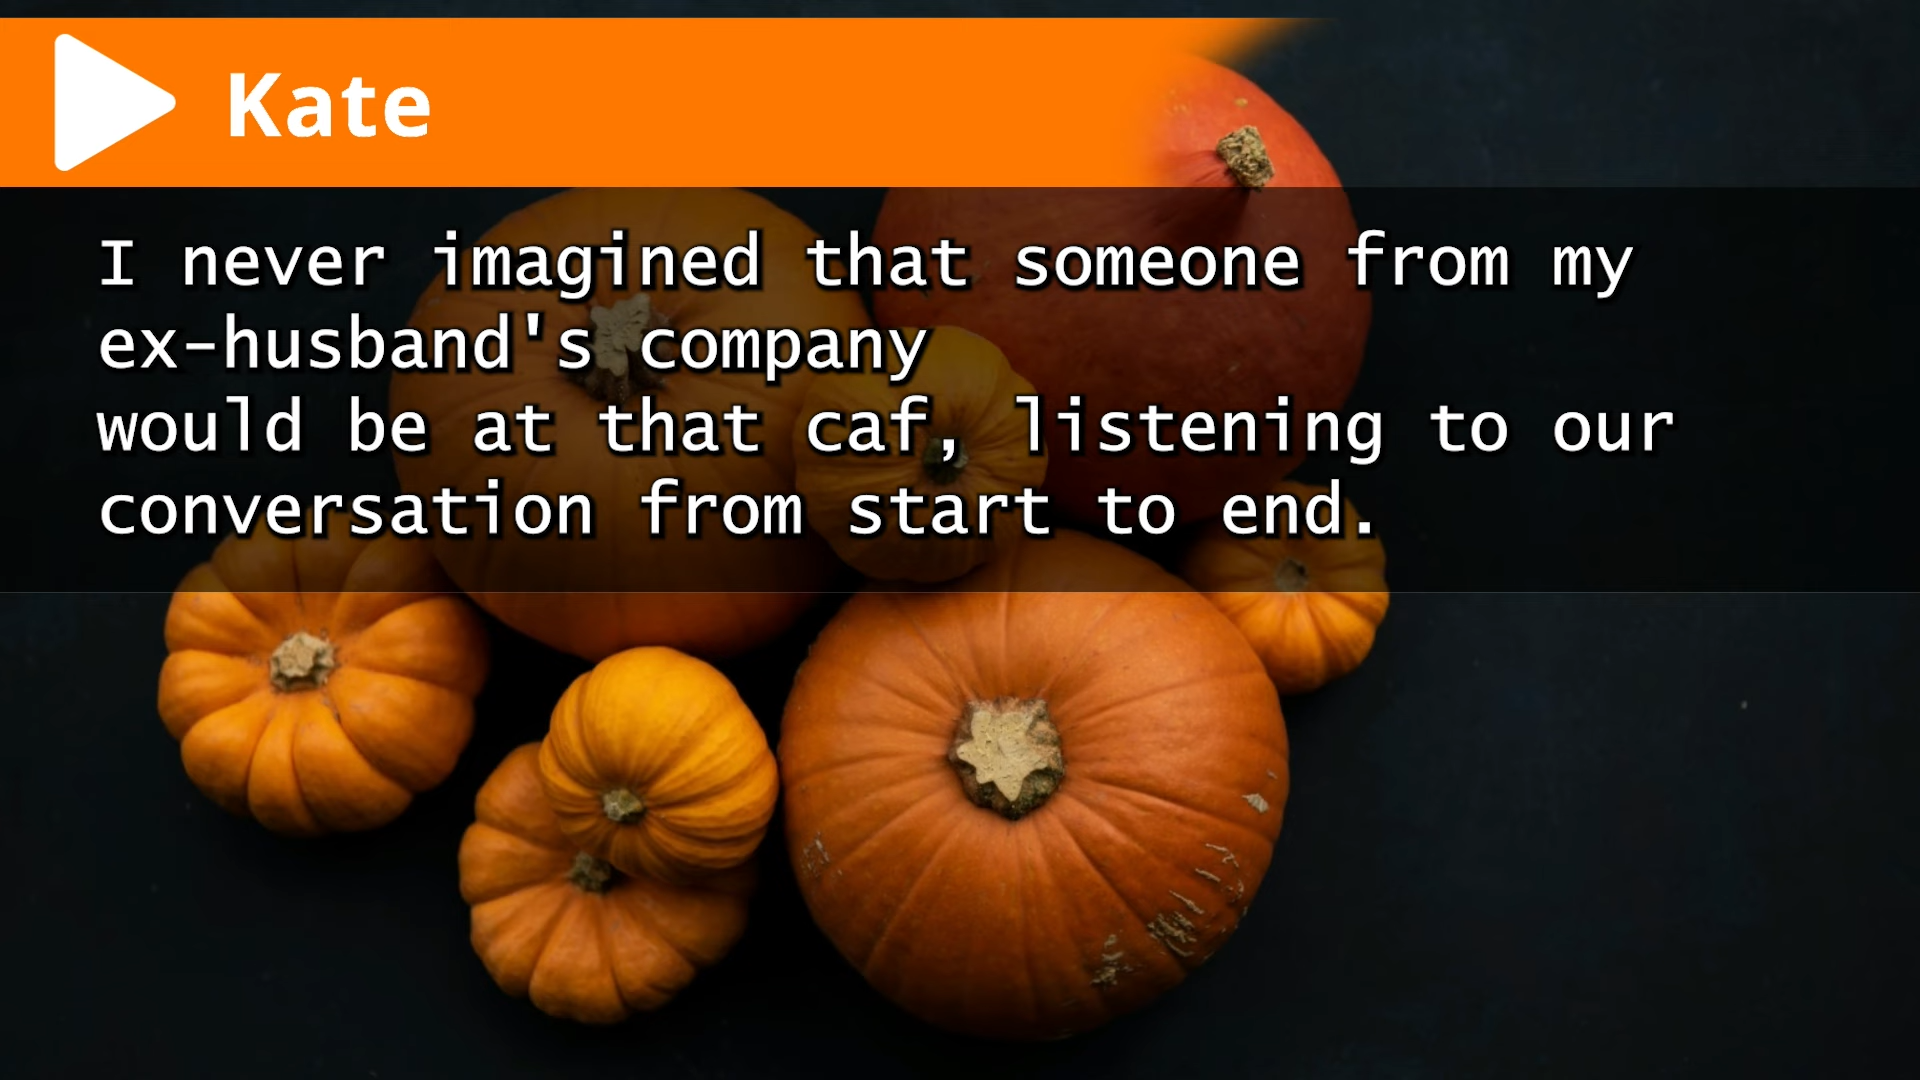 Kate
I never imagined that someone from my
ex-husband's company
would be at that caf, listening to our
conversation from start to end.